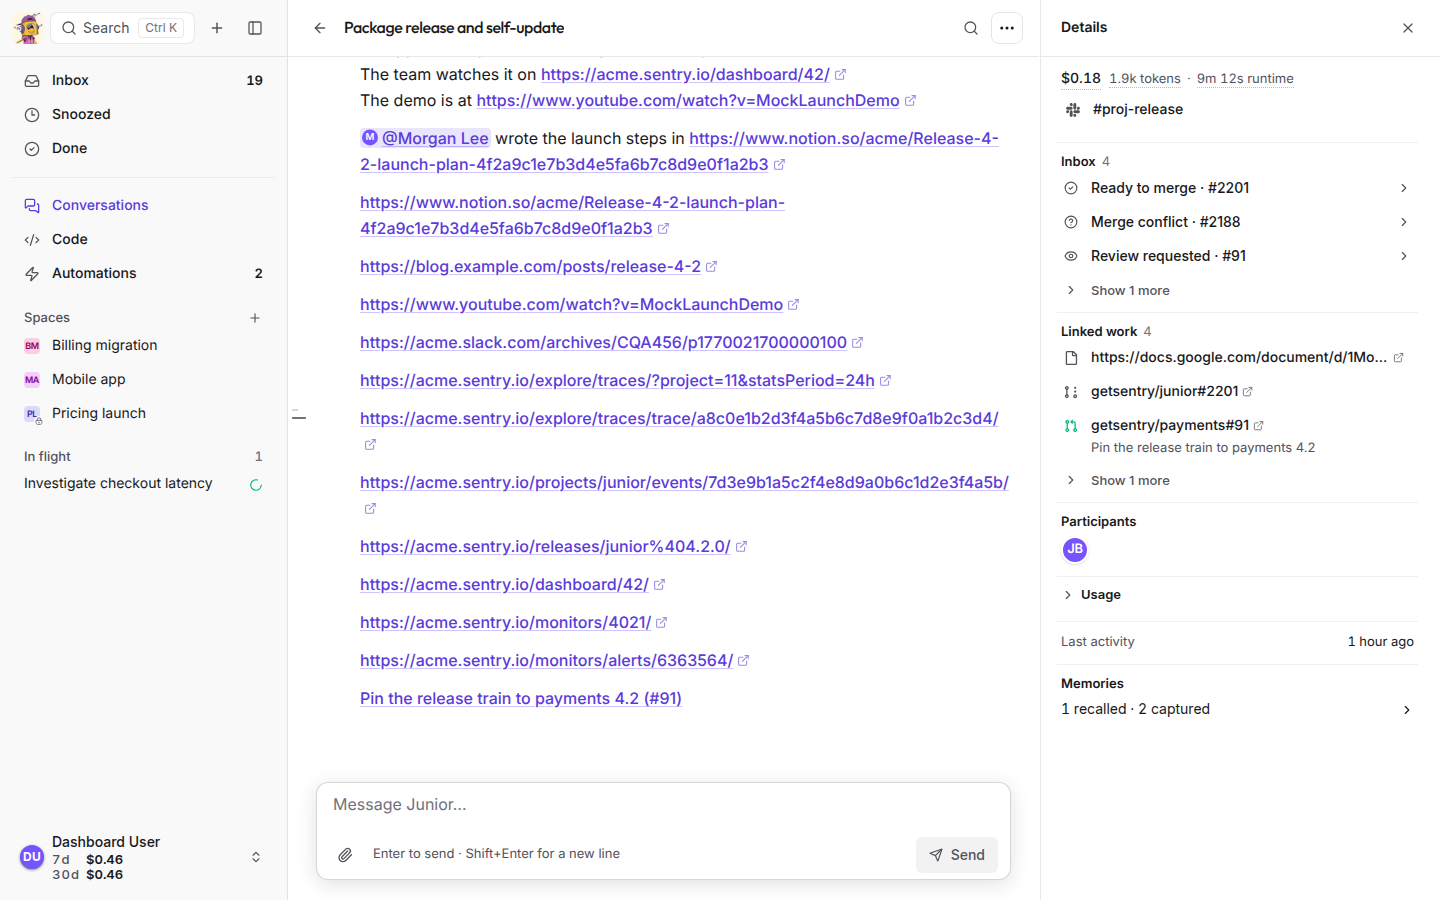 Search Ctrl K
Inbox 19
Snoozed
Done
Conversations
Code
Automations 2
Spaces
BM Billing migration
MA Mobile app
PL Pricing launch
In flight 1
Investigate checkout latency
DU Dashboard User
7d $0.46
30d $0.46
Package release and self-update
The team watches it on https://acme.sentry.io/dashboard/42/
The demo is at https://www.youtube.com/watch?v=MockLaunchDemo
M @Morgan Lee wrote the launch steps in https://www.notion.so/acme/Release-4-
2-launch-plan-4f2a9c1e7b3d4e5fa6b7c8d9e0f1a2b3
https://www.notion.so/acme/Release-4-2-launch-plan-
4f2a9c1e7b3d4e5fa6b7c8d9e0f1a2b3
https://blog.example.com/posts/release-4-2
https://www.youtube.com/watch?v=MockLaunchDemo
https://acme.slack.com/archives/CQA456/p1770021700000100
https://acme.sentry.io/explore/traces/?project=11&statsPeriod=24h
https://acme.sentry.io/explore/traces/trace/a8c0e1b2d3f4a5b6c7d8e9f0a1b2c3d4/
https://acme.sentry.io/projects/junior/events/7d3e9b1a5c2f4e8d9a0b6c1d2e3f4a5b/
https://acme.sentry.io/releases/junior%404.2.0/
https://acme.sentry.io/dashboard/42/
https://acme.sentry.io/monitors/4021/
https://acme.sentry.io/monitors/alerts/6363564/
Pin the release train to payments 4.2 (#91)
Message Junior...
Enter to send · Shift+Enter for a new line
Send
Details
$0.18 1.9k tokens · 9m 12s runtime
#proj-release
Inbox 4
Ready to merge · #2201
Merge conflict · #2188
Review requested · #91
Show 1 more
Linked work 4
https://docs.google.com/document/d/1Mo...
getsentry/junior#2201
getsentry/payments#91
Pin the release train to payments 4.2
Show 1 more
Participants
JB
Usage
Last activity 1 hour ago
Memories
1 recalled · 2 captured